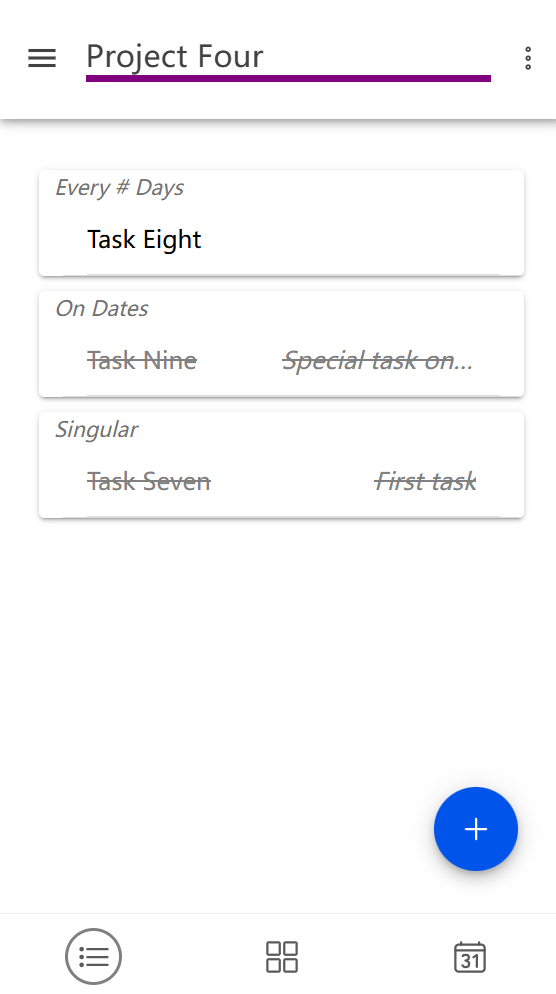 Project Four
Every # Days
Task Eight
On Dates
Task Nine Special task on...
Singular
Task Seven First task
31